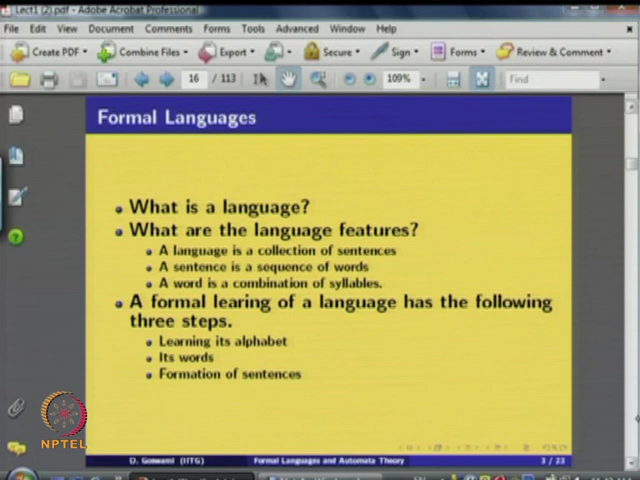 Lect1 (2).pdf - Adobe Acrobat Professional
File Edit View Document Comments Forms Tools Advanced Window Help
Create PDF Combine Files Export Secure Sign Forms Review & Comment
16 / 113 100% Find
Formal Languages
What is a language?
What are the language features?
A language is a collection of sentences
A sentence is a sequence of words
A word is a combination of syllables.
A formal learing of a language has the following
three steps.
Learning its alphabet
Its words
Formation of sentences
NPTEL
D. Goswami (IITG) Formal Languages and Automata Theory 3 / 23